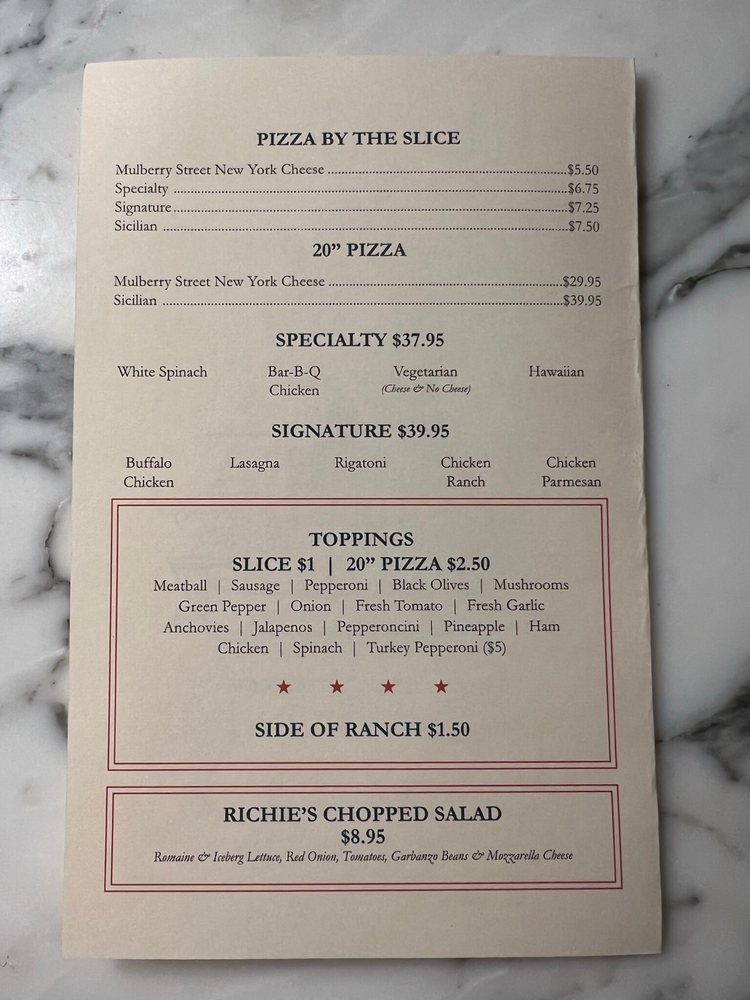 PIZZA BY THE SLICE
Mulberry Street New York Cheese ........ $5.50
Specialty ........ $6.75
Signature ........ $7.25
Sicilian ........ $7.50
20” PIZZA
Mulberry Street New York Cheese ........ $29.95
Sicilian ........ $39.95
SPECIALTY $37.95
White Spinach Bar-B-Q Vegetarian Hawaiian
Chicken (Cheese & No Cheese)
SIGNATURE $39.95
Buffalo Lasagna Rigatoni Chicken Chicken
Chicken Ranch Parmesan
TOPPINGS
SLICE $1 | 20” PIZZA $2.50
Meatball | Sausage | Pepperoni | Black Olives | Mushrooms
Green Pepper | Onion | Fresh Tomato | Fresh Garlic
Anchovies | Jalapenos | Pepperoncini | Pineapple | Ham
Chicken | Spinach | Turkey Pepperoni ($5)
SIDE OF RANCH $1.50
RICHIE’S CHOPPED SALAD
$8.95
Romaine & Iceberg Lettuce, Red Onion, Tomatoes, Garbanzo Beans & Mozzarella Cheese